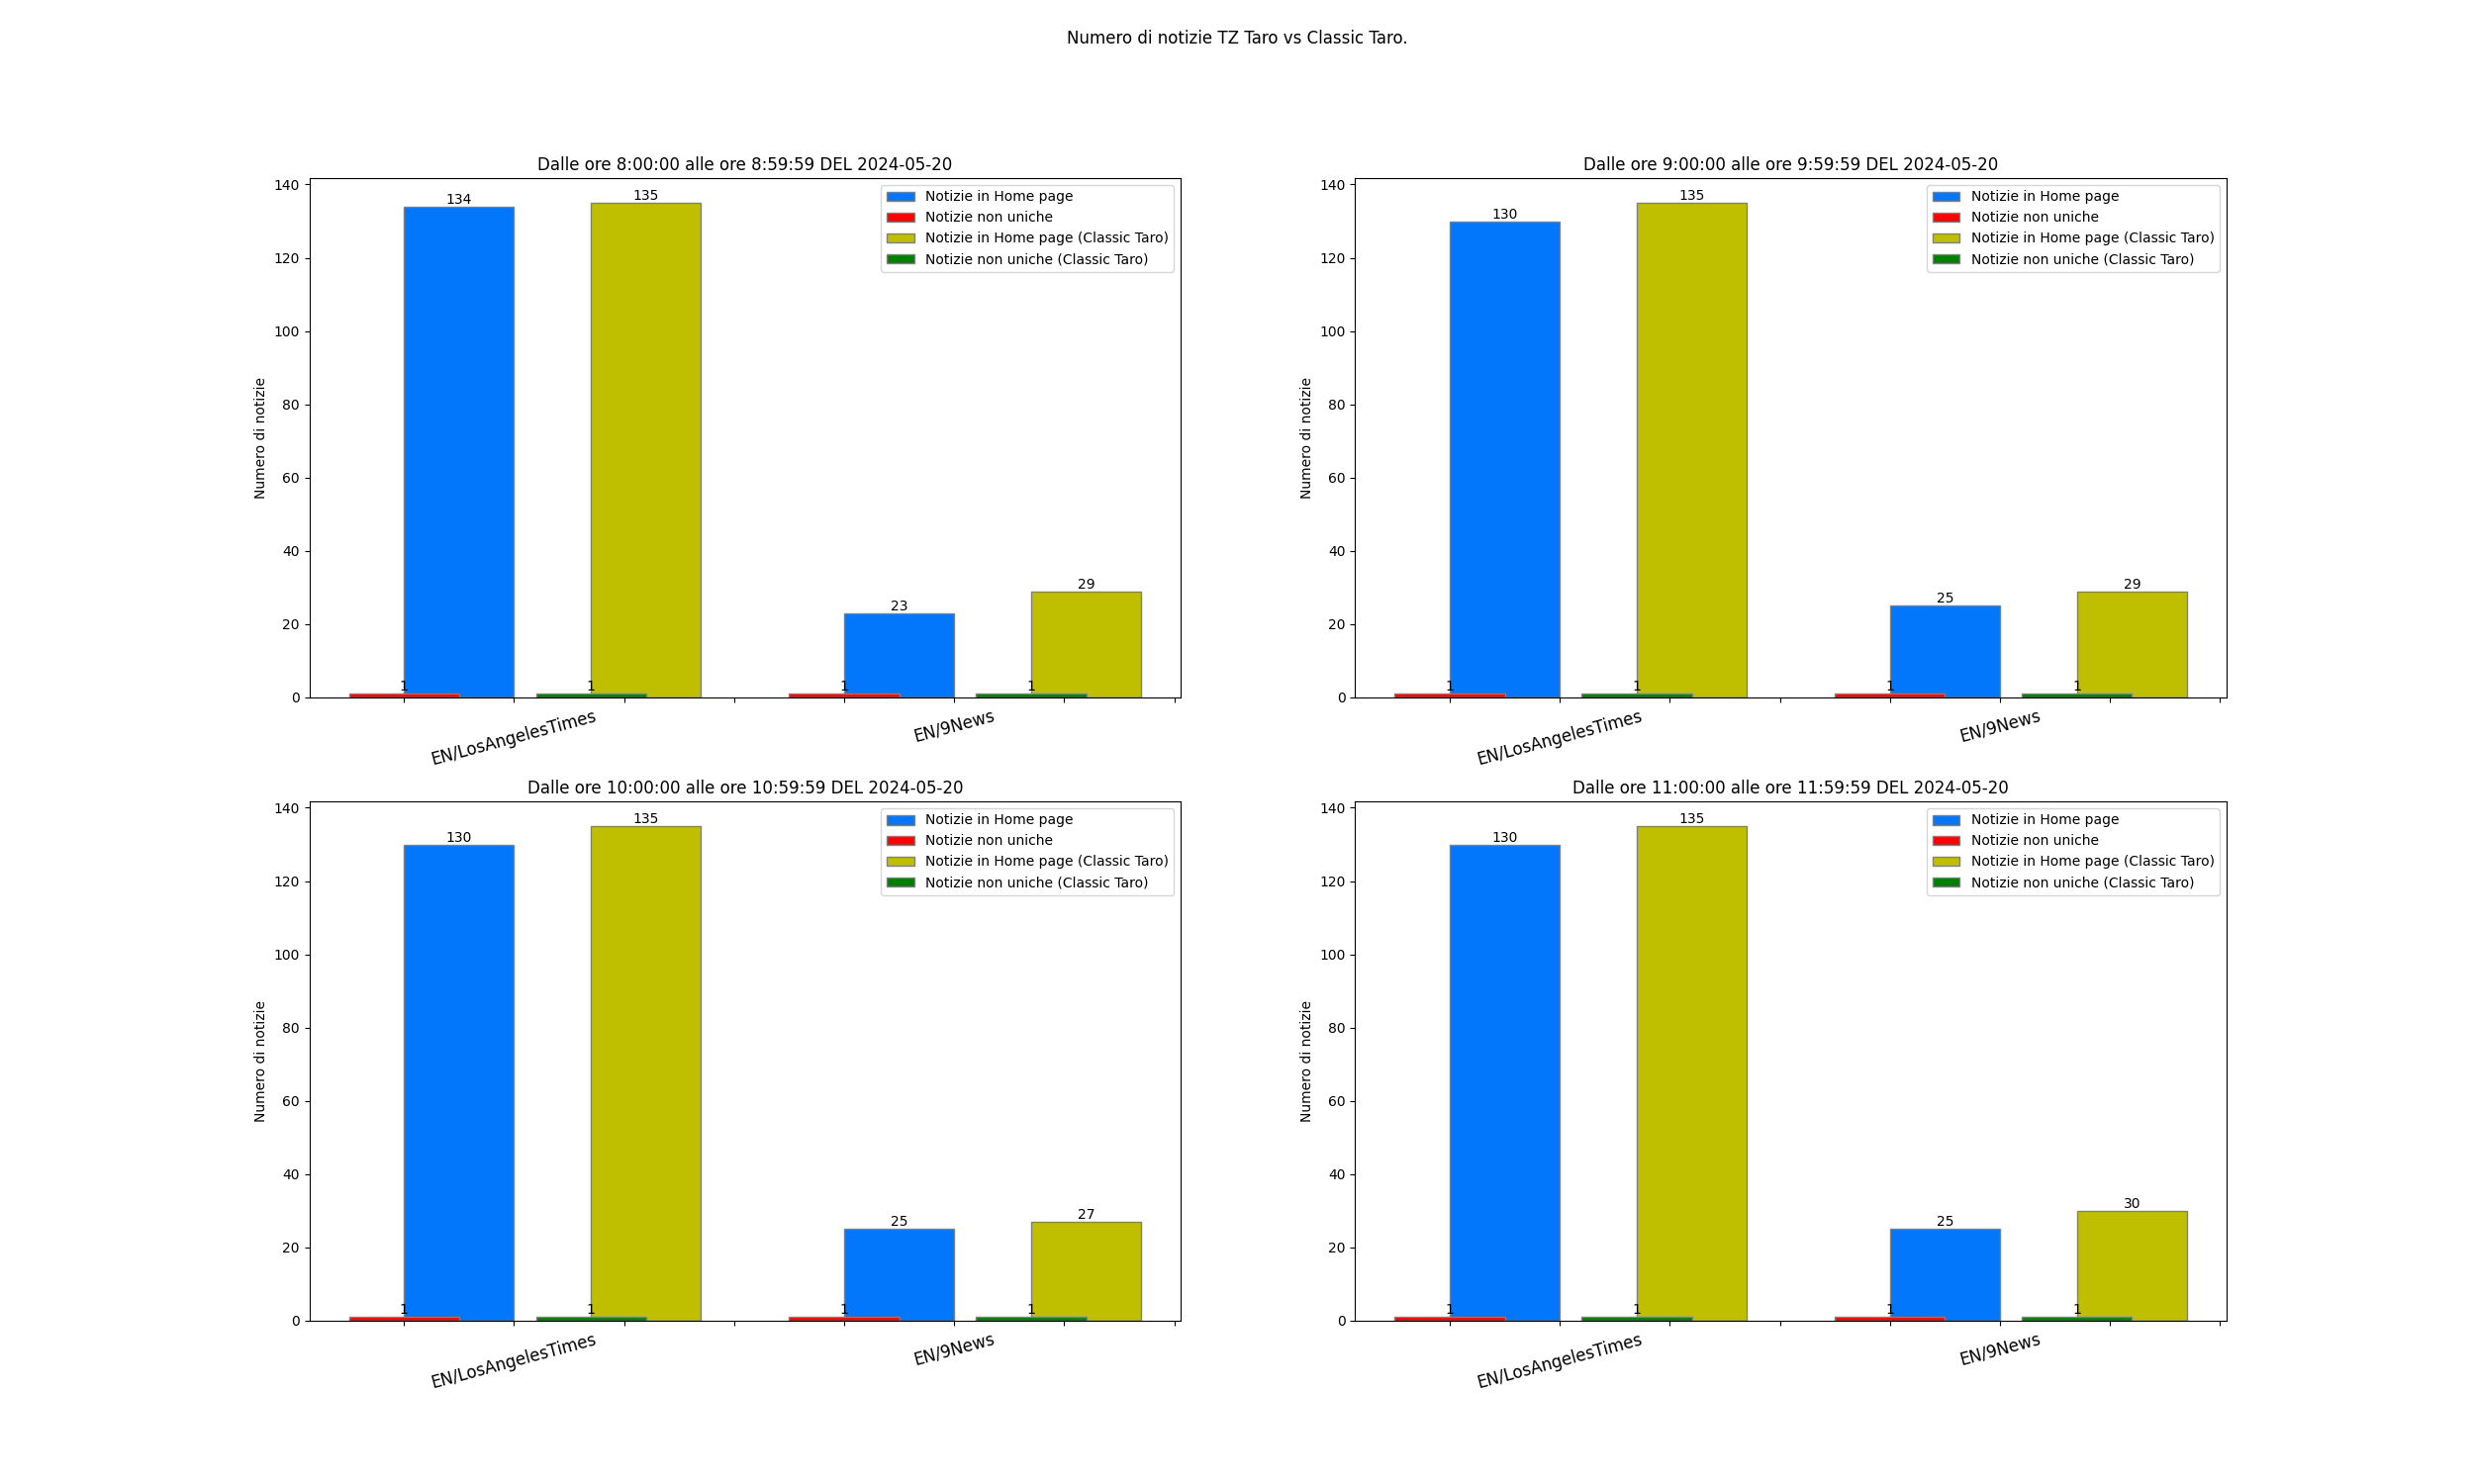 Numero di notizie TZ Taro vs Classic Taro.
Dalle ore 8:00:00 alle ore 8:59:59 DEL 2024-05-20
Numero di notizie
140
120
100
80
60
40
20
0
134
135
23
29
1
1
1
1
Notizie in Home page
Notizie non uniche
Notizie in Home page (Classic Taro)
Notizie non uniche (Classic Taro)
EN/LosAngelesTimes
EN/9News
Dalle ore 9:00:00 alle ore 9:59:59 DEL 2024-05-20
Numero di notizie
140
120
100
80
60
40
20
0
130
135
25
29
1
1
1
1
Notizie in Home page
Notizie non uniche
Notizie in Home page (Classic Taro)
Notizie non uniche (Classic Taro)
EN/LosAngelesTimes
EN/9News
Dalle ore 10:00:00 alle ore 10:59:59 DEL 2024-05-20
Numero di notizie
140
120
100
80
60
40
20
0
130
135
25
27
1
1
1
1
Notizie in Home page
Notizie non uniche
Notizie in Home page (Classic Taro)
Notizie non uniche (Classic Taro)
EN/LosAngelesTimes
EN/9News
Dalle ore 11:00:00 alle ore 11:59:59 DEL 2024-05-20
Numero di notizie
140
120
100
80
60
40
20
0
130
135
25
30
1
1
1
1
Notizie in Home page
Notizie non uniche
Notizie in Home page (Classic Taro)
Notizie non uniche (Classic Taro)
EN/LosAngelesTimes
EN/9News